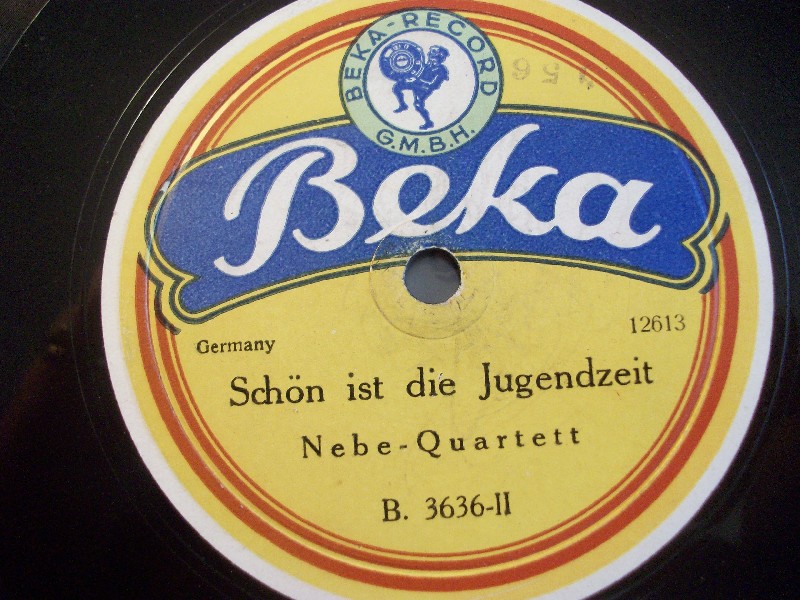 BEKA-RECORD
G.M.B.H.
Beka
Germany
12613
Schön ist die Jugendzeit
Nebe-Quartett
B. 3636-II